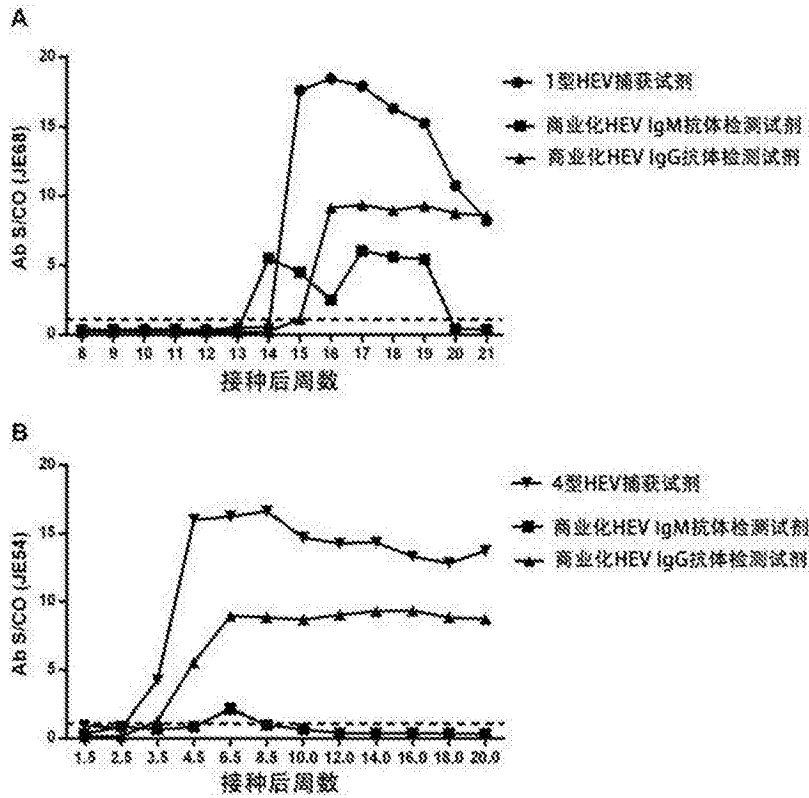 A
Ab S/CO (JE68)
20
15
10
5
0
8 9 10 11 12 13 14 15 16 17 18 19 20 21
接种后周数
1型HEV捕获试剂
商业化HEV IgM抗体检测试剂
商业化HEV IgG抗体检测试剂
B
Ab S/CO (JE54)
20
15
10
5
0
1.5 2.5 3.5 4.5 6.5 8.5 10.0 12.0 14.0 16.0 18.0 20.0
接种后周数
4型HEV捕获试剂
商业化HEV IgM抗体检测试剂
商业化HEV IgG抗体检测试剂